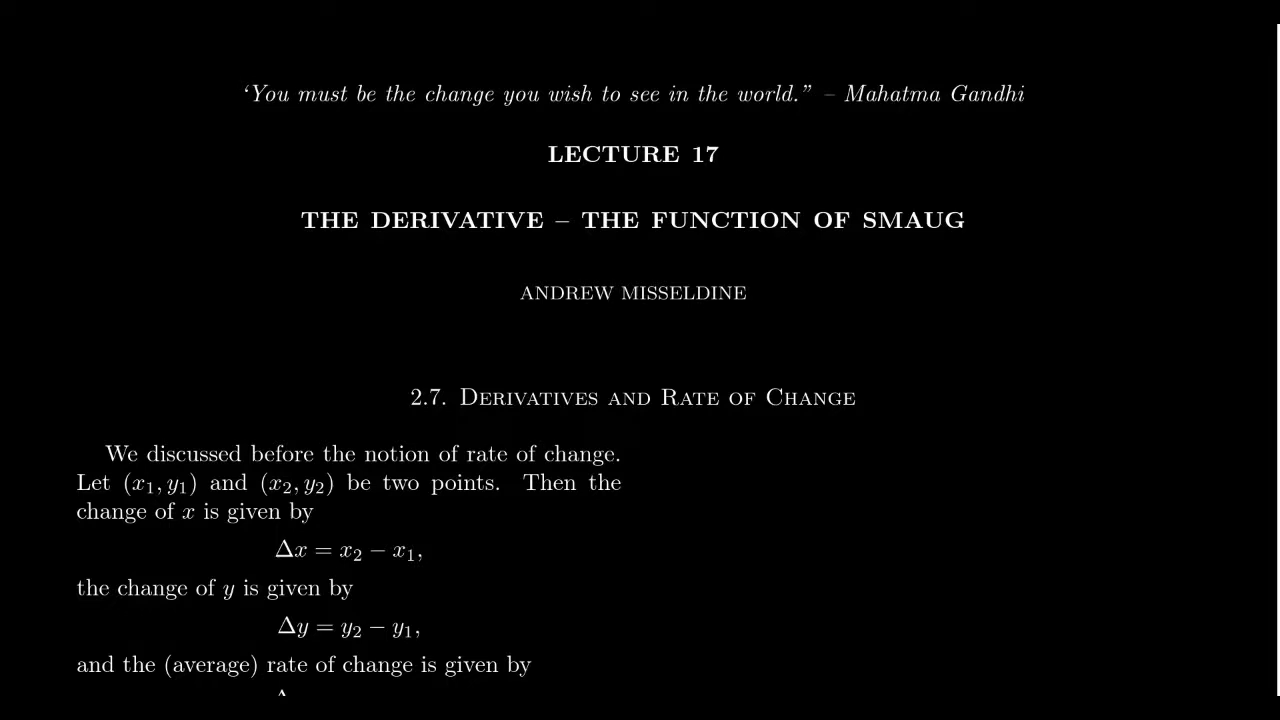 ‘You must be the change you wish to see in the world.” – Mahatma Gandhi
LECTURE 17
THE DERIVATIVE – THE FUNCTION OF SMAUG
ANDREW MISSELDINE
2.7. Derivatives and Rate of Change
We discussed before the notion of rate of change.
Let (x₁, y₁) and (x₂, y₂) be two points. Then the
change of x is given by
Δx = x₂ − x₁,
the change of y is given by
Δy = y₂ − y₁,
and the (average) rate of change is given by